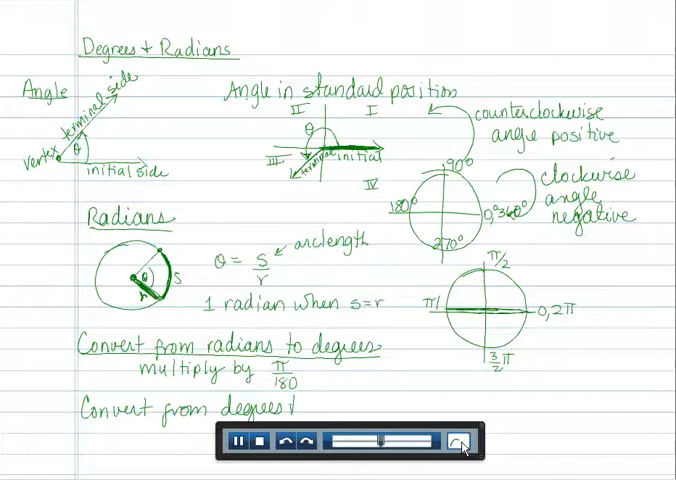 Degrees + Radians
Angle
terminal side
vertex
θ
initial side
Angle in standard position
II
I
θ
III
terminal
initial
IV
counterclockwise
angle positive
90°
180°
0, 360°
270°
clockwise
angle
negative
Radians
θ
r
s
θ = s/r
arclength
1 radian when s=r
π/2
π
0, 2π
3/2 π
Convert from radians to degrees
multiply by π/180
Convert from degrees t